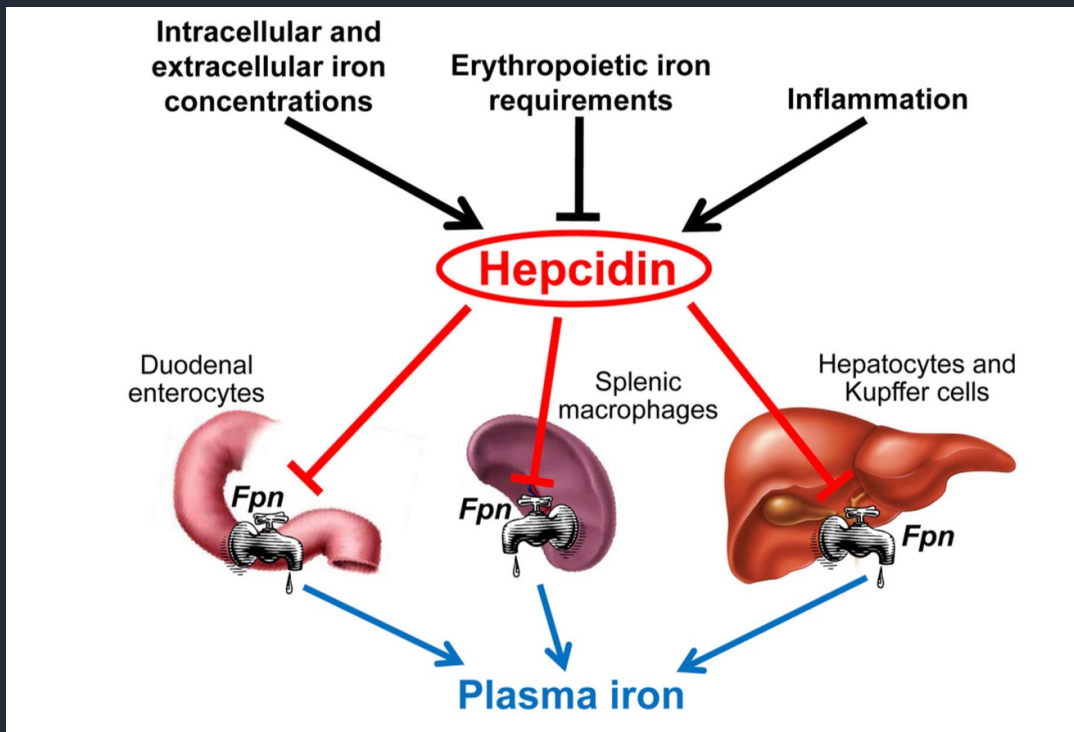 Intracellular and
extracellular iron
concentrations
Erythropoietic iron
requirements
Inflammation
Hepcidin
Duodenal
enterocytes
Splenic
macrophages
Hepatocytes and
Kupffer cells
Fpn
Fpn
Fpn
Plasma iron